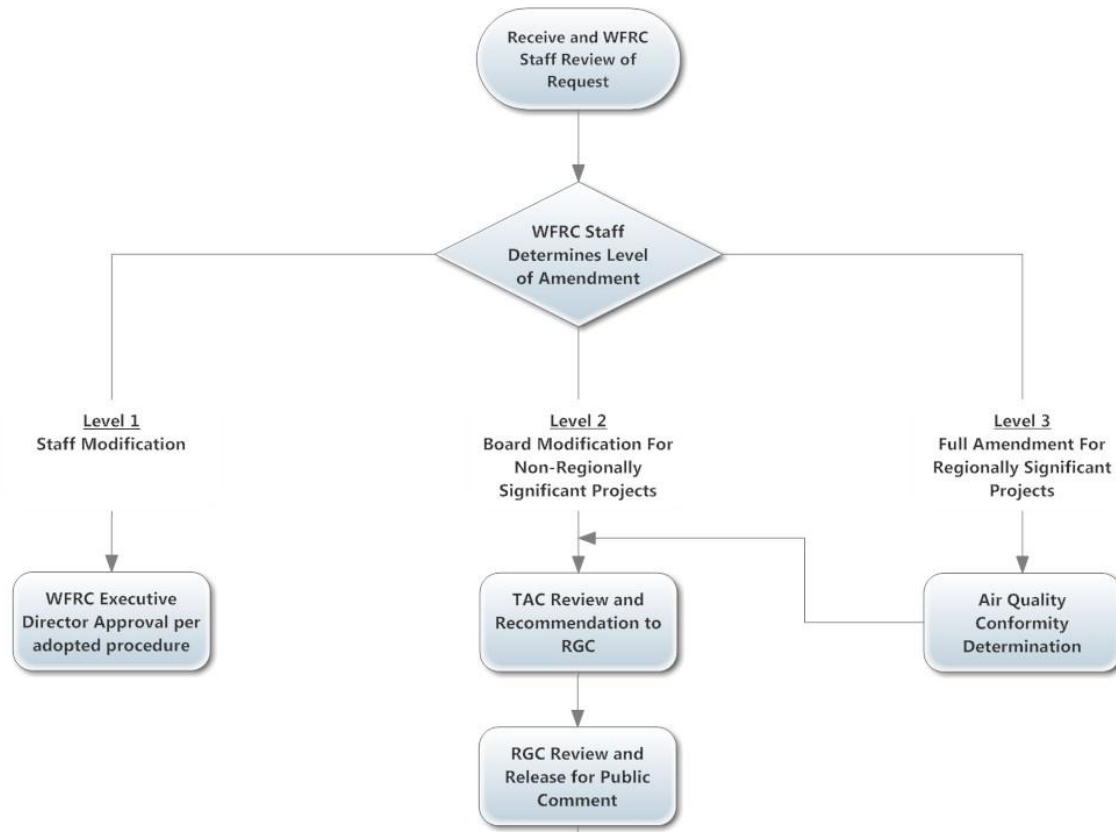 Receive and WFRC
Staff Review of
Request
WFRC Staff
Determines Level
of Amendment
Level 1
Staff Modification
Level 2
Board Modification For
Non-Regionally
Significant Projects
Level 3
Full Amendment For
Regionally Significant
Projects
WFRC Executive
Director Approval per
adopted procedure
TAC Review and
Recommendation to
RGC
Air Quality
Conformity
Determination
RGC Review and
Release for Public
Comment